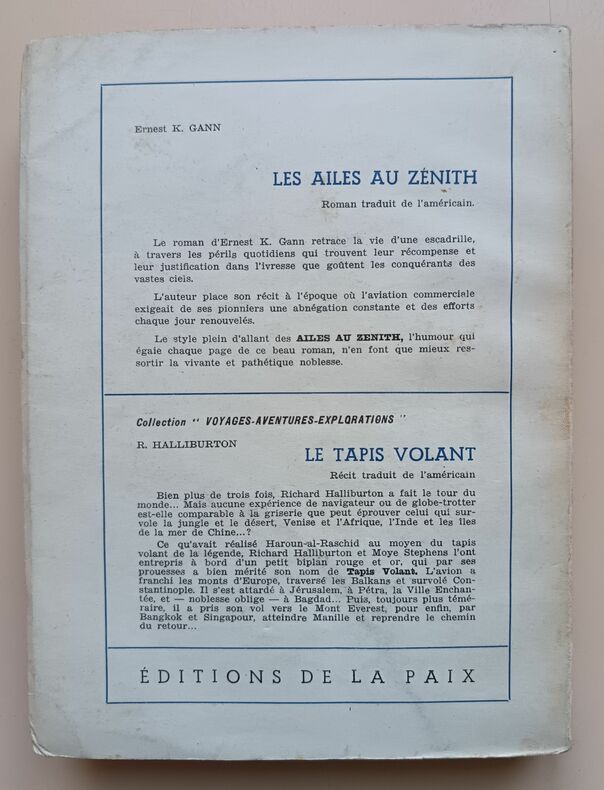 Ernest K. GANN
LES AILES AU ZÉNITH
Roman traduit de l'américain.
Le roman d'Ernest K. Gann retrace la vie d'une escadrille,
à travers les périls quotidiens qui trouvent leur récompense et
leur justification dans l'ivresse que goûtent les conquérants des
vastes ciels.
L'auteur place son récit à l'époque où l'aviation commerciale
exigeait de ses pionniers une abnégation constante et des efforts
chaque jour renouvelés.
Le style plein d'allant des AILES AU ZENITH, l'humour qui
égaie chaque page de ce beau roman, n'en font que mieux res-
sortir la vivante et pathétique noblesse.
Collection " VOYAGES-AVENTURES-EXPLORATIONS "
R. HALLIBURTON
LE TAPIS VOLANT
Récit traduit de l'américain
Bien plus de trois fois, Richard Halliburton a fait le tour du
monde... Mais aucune expérience de navigateur ou de globe-trotter
est-elle comparable à la griserie que peut éprouver celui qui sur-
vole la jungle et le désert, Venise et l'Afrique, l'Inde et les îles
de la mer de Chine...?
Ce qu'avait réalisé Haroun-al-Raschid au moyen du tapis
volant de la légende, Richard Halliburton et Moye Stephens l'ont
entrepris à bord d'un petit biplan rouge et or, qui par ses
prouesses a bien mérité son nom de Tapis Volant. L'avion a
franchi les monts d'Europe, traversé les Balkans et survolé Cons-
tantinople. Il s'est attardé à Jérusalem, à Pétra, la Ville Enchan-
tée, et — noblesse oblige — à Bagdad... Puis, toujours plus témé-
raire, il a pris son vol vers le Mont Everest, pour enfin, par
Bangkok et Singapour, atteindre Manille et reprendre le chemin
du retour...
ÉDITIONS DE LA PAIX